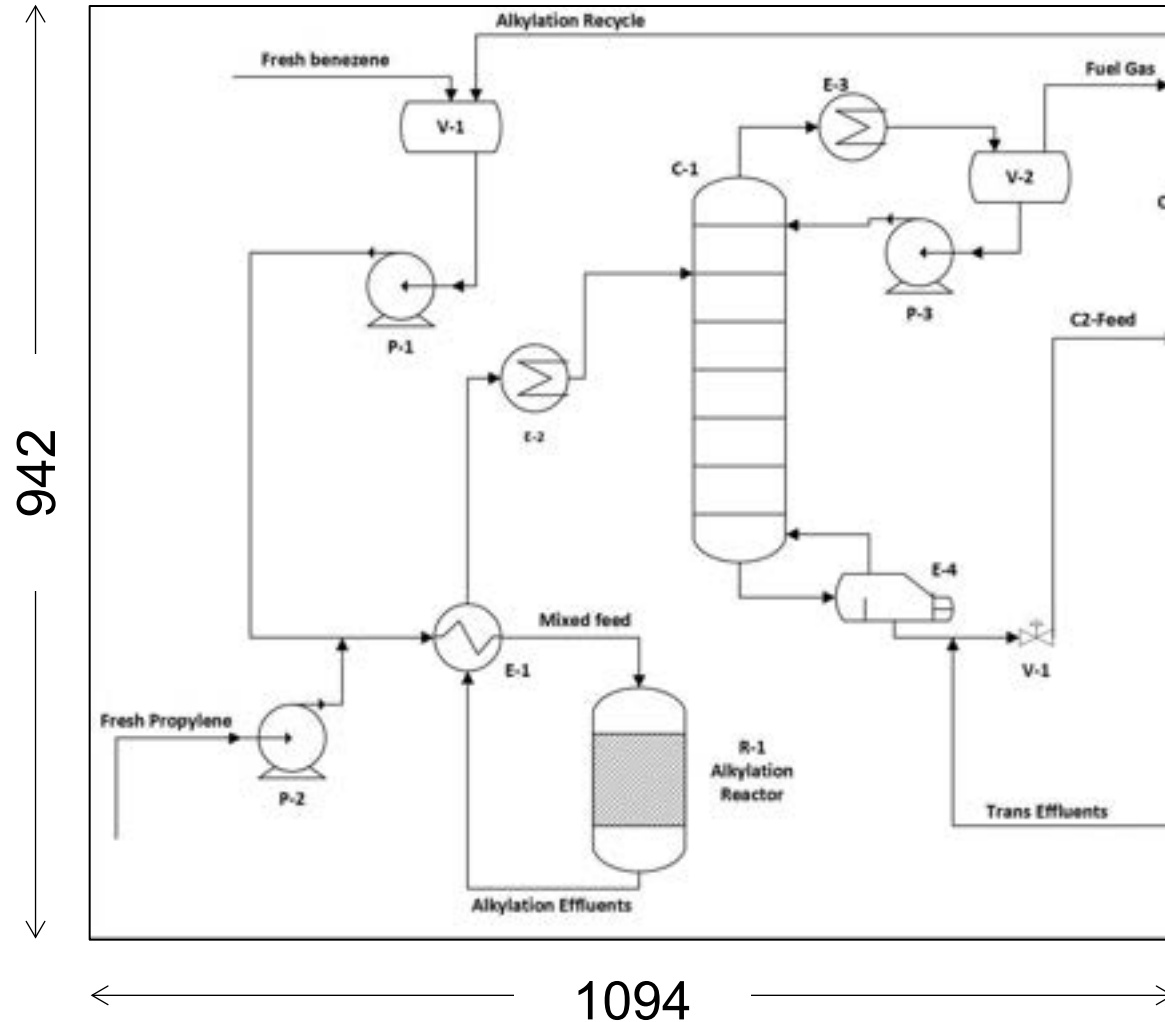 Alkylation Recycle
Fresh benezene
Fuel Gas
E-3
V-1
C-1
V-2
C
P-3
C2-Feed
P-1
E-2
E-4
Mixed feed
E-1
V-1
Fresh Propylene
R-1
Alkylation
Reactor
P-2
Trans Effluents
Alkylation Effluents
942
1094